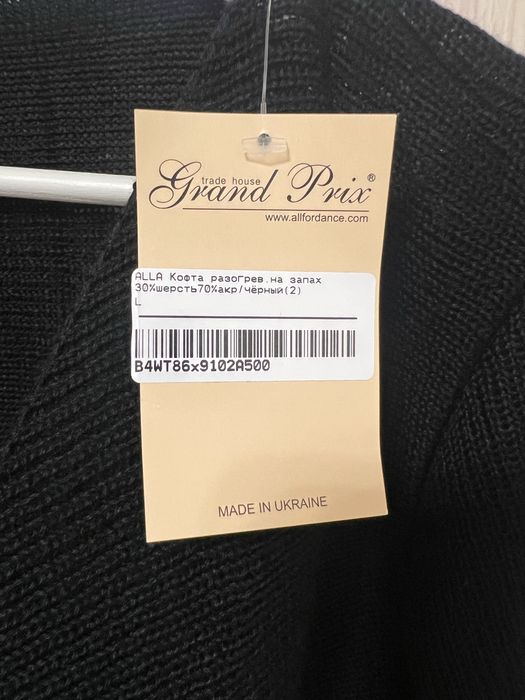 trade house
Grand Prix®
www.allfordance.com
ALLA Кофта разогрев.на запах
30%шерсть70%акр/чёрный(2)
L
B4WT86x9102A500
MADE IN UKRAINE